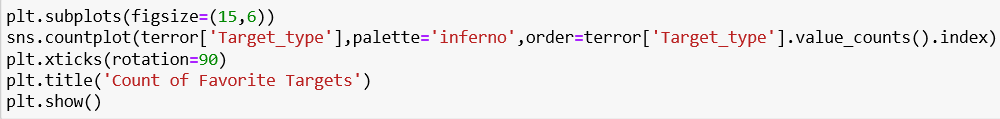 plt.subplots(figsize=(15,6))
sns.countplot(terror['Target_type'],palette='inferno',order=terror['Target_type'].value_counts().index)
plt.xticks(rotation=90)
plt.title('Count of Favorite Targets')
plt.show()